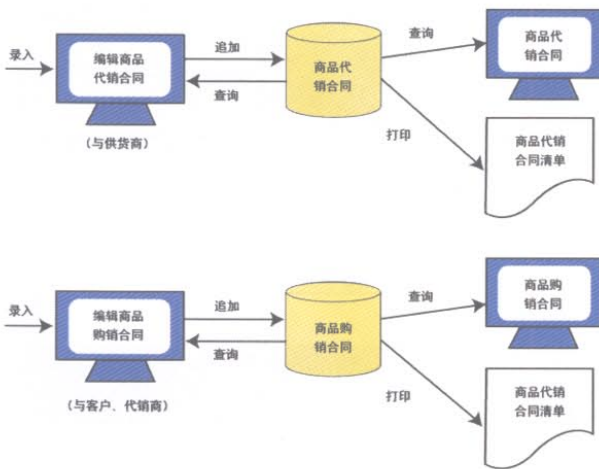 录入
编辑商品
代销合同
追加
查询
(与供货商)
商品代
销合同
查询
打印
商品代
销合同
商品代销
合同清单
录入
编辑商品
购销合同
追加
查询
(与客户、代销商)
商品购
销合同
查询
打印
商品购
销合同
商品代销
合同清单